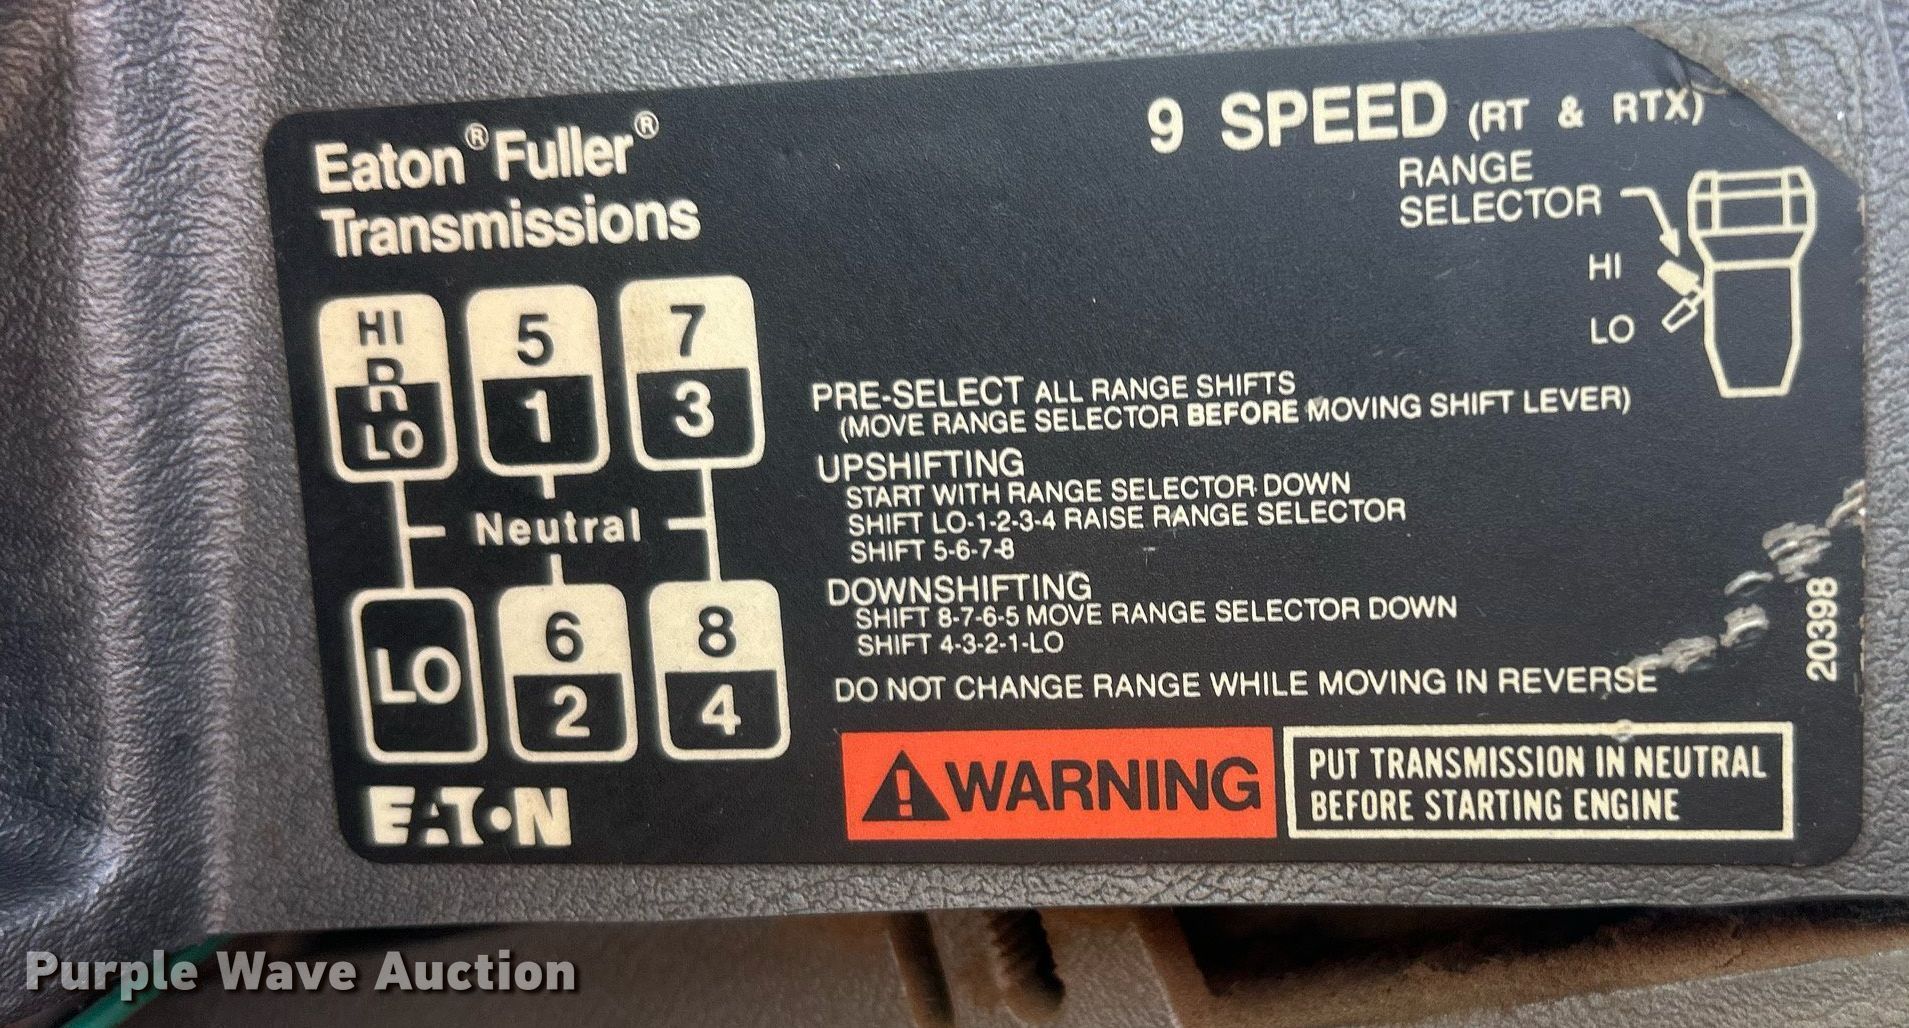 Eaton® Fuller®
Transmissions
9 SPEED (RT & RTX)
RANGE
SELECTOR
HI
LO
HI
R
LO
5
1
7
3
Neutral
LO
6
2
8
4
PRE-SELECT ALL RANGE SHIFTS
(MOVE RANGE SELECTOR BEFORE MOVING SHIFT LEVER)
UPSHIFTING
START WITH RANGE SELECTOR DOWN
SHIFT LO-1-2-3-4 RAISE RANGE SELECTOR
SHIFT 5-6-7-8
DOWNSHIFTING
SHIFT 8-7-6-5 MOVE RANGE SELECTOR DOWN
SHIFT 4-3-2-1-LO
DO NOT CHANGE RANGE WHILE MOVING IN REVERSE
20398
EATON
WARNING
PUT TRANSMISSION IN NEUTRAL
BEFORE STARTING ENGINE
Purple Wave Auction